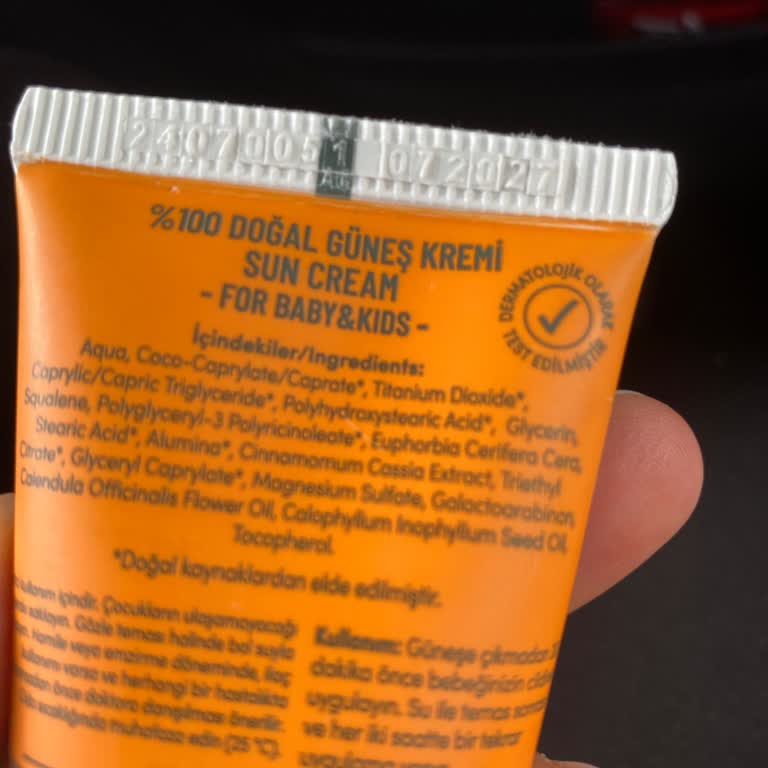 2407005 1 072027
%100 DOĞAL GÜNEŞ KREMİ
SUN CREAM
- FOR BABY&KIDS -
DERMATOLOJİK OLARAK
TEST EDİLMİŞTİR
İçindekiler/Ingredients:
Aqua, Coco-Caprylate/Caprate*, Titanium Dioxide*,
Caprylic/Capric Triglyceride*, Polyhydroxystearic Acid*, Glycerin,
Squalene, Polyglyceryl-3 Polyricinoleate*, Euphorbia Cerifera Cera,
Stearic Acid*, Alumina*, Cinnamomum Cassia Extract, Triethyl
Citrate*, Glyceryl Caprylate*, Magnesium Sulfate, Galactoarabinan,
Calendula Officinalis Flower Oil, Calophyllum Inophyllum Seed Oil,
Tocopherol.
*Doğal kaynaklardan elde edilmiştir.
kullanım içindir. Çocukların ulaşamayacağı
saklayın. Gözle teması halinde bol suyla
Hamile veya emzirme döneminde, ilaç
kullanımı varsa ve herhangi bir hastalıkta
önce doktora danışılması önerilir.
sıcaklığında muhafaza edin (25 °C).
Kullanımı: Güneşe çıkmadan
dakika önce bebeğinizin
uygulayın. Su ile temas
ve her iki saatte bir tekrar